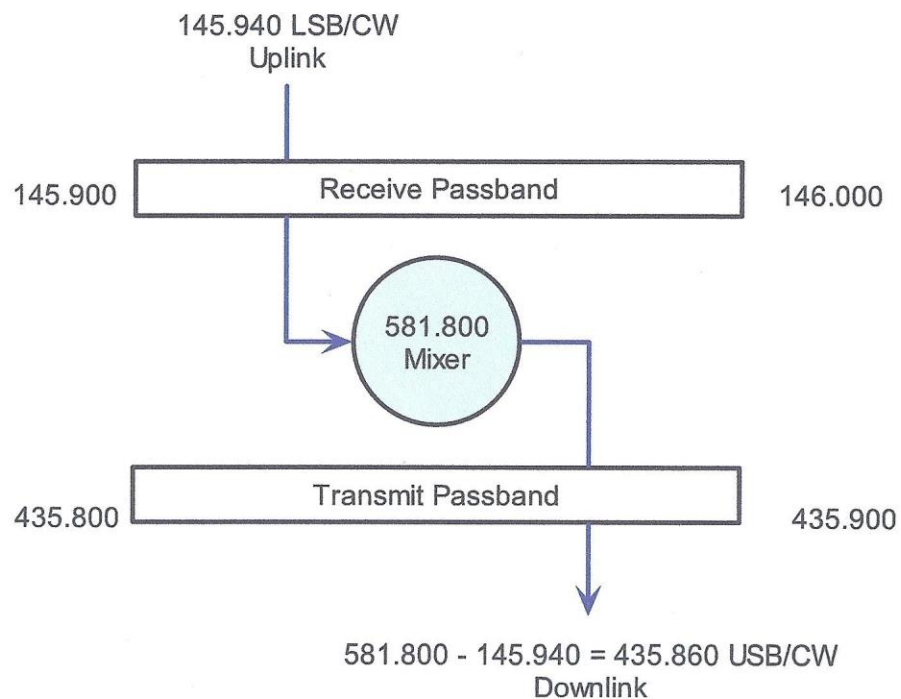 145.940 LSB/CW
Uplink
145.900
Receive Passband
146.000
581.800
Mixer
435.800
Transmit Passband
435.900
581.800 - 145.940 = 435.860 USB/CW
Downlink